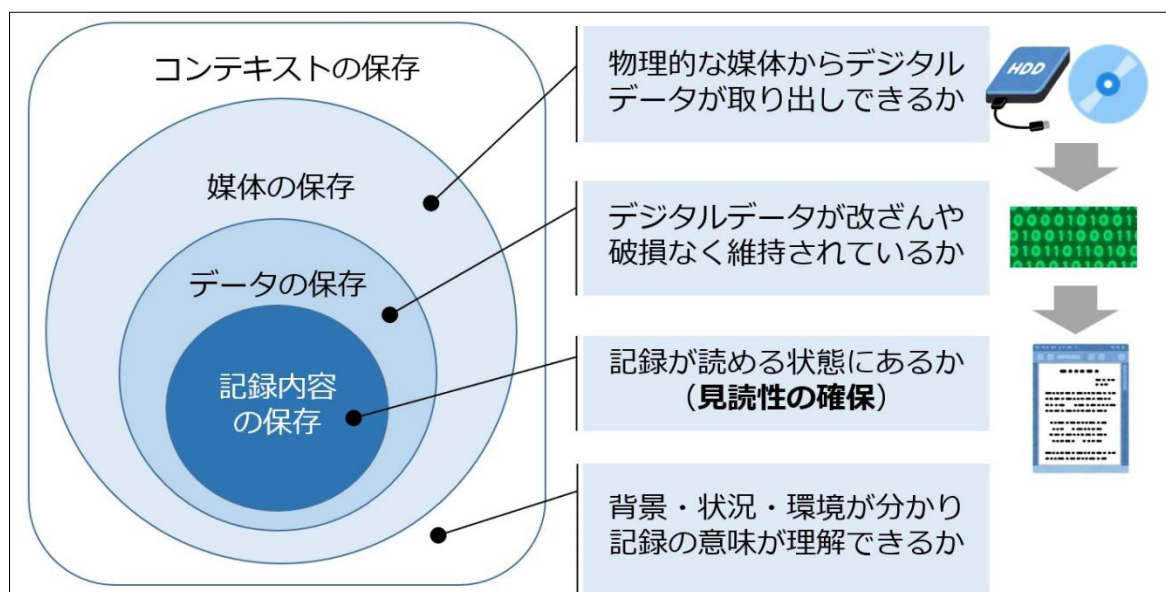 コンテキストの保存
媒体の保存
データの保存
記録内容
の保存
物理的な媒体からデジタル
データが取り出しできるか
HDD
デジタルデータが改ざんや
破損なく維持されているか
記録が読める状態にあるか
（見読性の確保）
背景・状況・環境が分かり
記録の意味が理解できるか